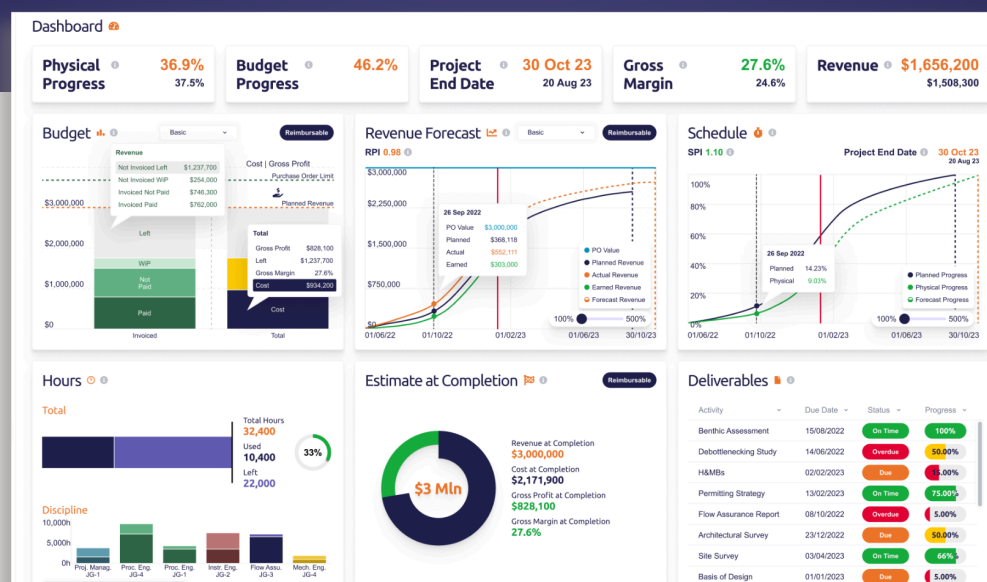 Dashboard
Physical Progress 36.9% 37.5%
Budget Progress 46.2%
Project End Date 30 Oct 23 20 Aug 23
Gross Margin 27.6% 24.6%
Revenue $1,656,200 $1,508,300
Budget Basic Reimbursable
Revenue
Not Invoiced Left $1,237,700
Not Invoiced WiP $254,000
Invoiced Not Paid $746,300
Invoiced Paid $762,000
Cost | Gross Profit
Purchase Order Limit
$
Planned Revenue
$3,000,000
$2,000,000
$1,000,000
$0
Left
WiP
Not Paid
Paid
Total
Gross Profit $828,100
Left $1,237,700
Gross Margin 27.6%
Cost $934,200
Cost
Invoiced Total
Revenue Forecast Basic Reimbursable
RPI 0.98
$3,000,000
$2,250,000
$1,500,000
$750,000
$0
26 Sep 2022
PO Value $3,000,000
Planned $368,118
Actual $552,111
Earned $303,000
PO Value
Planned Revenue
Actual Revenue
Earned Revenue
Forecast Revenue
100% 500%
01/06/22 01/10/22 01/02/23 01/06/23 30/10/23
Schedule
SPI 1.10 Project End Date 30 Oct 23
20 Aug 23
100%
80%
60%
40%
20%
0%
26 Sep 2022
Planned 14.23%
Physical 9.03%
Planned Progress
Physical Progress
Forecast Progress
100% 500%
01/06/22 01/10/22 01/02/23 01/06/23 30/10/23
Hours
Total
Total Hours
32,400
Used
10,400
Left
22,000
33%
Discipline
10,000h
5,000h
0h
Proj. Manag. JG-1
Proc. Eng. JG-4
Proc. Eng. JG-1
Instr. Eng. JG-2
Flow Assu. JG-3
Mech. Eng. JG-4
Estimate at Completion Reimbursable
$3 Mln
Revenue at Completion
$3,000,000
Cost at Completion
$2,171,900
Gross Profit at Completion
$828,100
Gross Margin at Completion
27.6%
Deliverables
Activity Due Date Status Progress
Benthic Assessment 15/08/2022 On Time 100%
Debottlenecking Study 14/06/2022 Overdue 50.00%
H&MBs 02/02/2023 Due 15.00%
Permitting Strategy 13/02/2023 On Time 75.00%
Flow Assurance Report 08/10/2022 Overdue 5.00%
Architectural Survey 23/12/2022 Due 50.00%
Site Survey 03/04/2023 On Time 66%
Basis of Design 01/01/2023 Due 5.00%